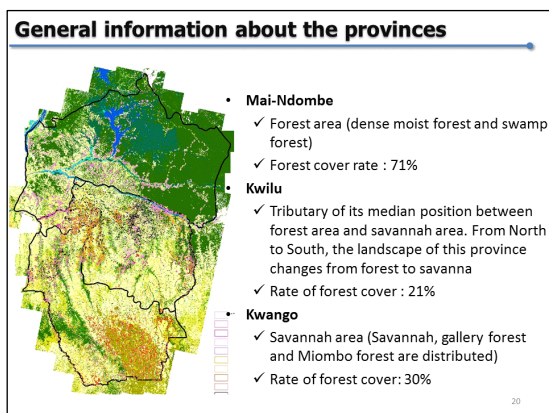 General information about the provinces
• Mai-Ndombe
✓ Forest area (dense moist forest and swamp
forest)
✓ Forest cover rate : 71%
• Kwilu
✓ Tributary of its median position between
forest area and savannah area. From North
to South, the landscape of this province
changes from forest to savanna
✓ Rate of forest cover : 21%
• Kwango
✓ Savannah area (Savannah, gallery forest
and Miombo forest are distributed)
✓ Rate of forest cover: 30%
20